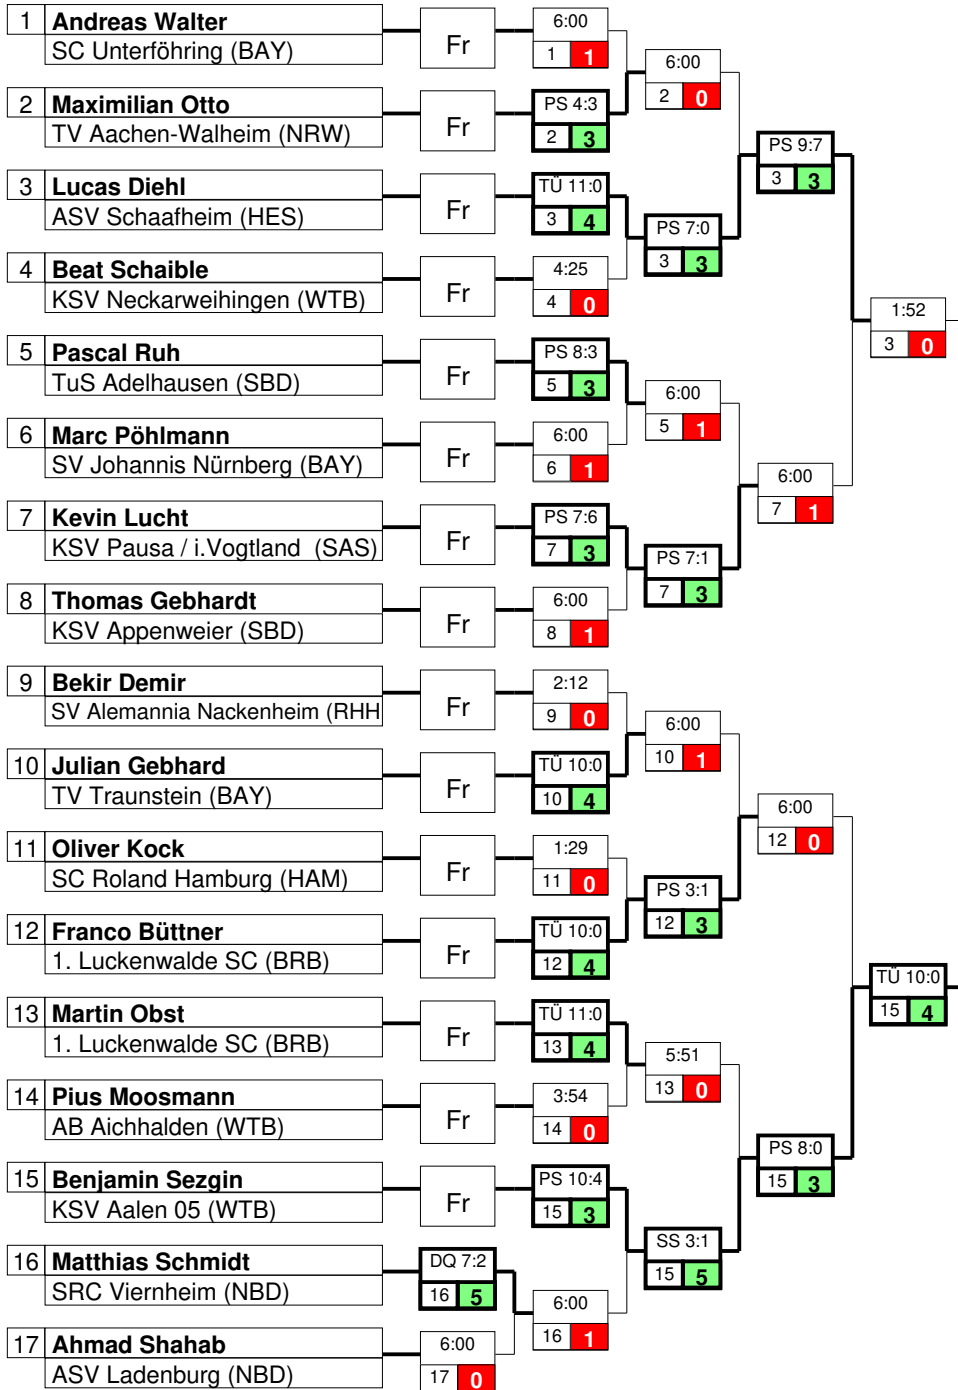 1 Andreas Walter
SC Unterföhring (BAY)
Fr
6:00
1 1
6:00
2 0
2 Maximilian Otto
TV Aachen-Walheim (NRW)
Fr
PS 4:3
2 3
PS 9:7
3 3
3 Lucas Diehl
ASV Schaafheim (HES)
Fr
TÜ 11:0
3 4
PS 7:0
3 3
4 Beat Schaible
KSV Neckarweihingen (WTB)
Fr
4:25
4 0
1:52
3 0
5 Pascal Ruh
TuS Adelhausen (SBD)
Fr
PS 8:3
5 3
6:00
5 1
6 Marc Pöhlmann
SV Johannis Nürnberg (BAY)
Fr
6:00
6 1
6:00
7 1
7 Kevin Lucht
KSV Pausa / i.Vogtland (SAS)
Fr
PS 7:6
7 3
PS 7:1
7 3
8 Thomas Gebhardt
KSV Appenweier (SBD)
Fr
6:00
8 1
9 Bekir Demir
SV Alemannia Nackenheim (RHH
Fr
2:12
9 0
6:00
10 1
10 Julian Gebhard
TV Traunstein (BAY)
Fr
TÜ 10:0
10 4
6:00
12 0
11 Oliver Kock
SC Roland Hamburg (HAM)
Fr
1:29
11 0
PS 3:1
12 3
12 Franco Büttner
1. Luckenwalde SC (BRB)
Fr
TÜ 10:0
12 4
TÜ 10:0
15 4
13 Martin Obst
1. Luckenwalde SC (BRB)
Fr
TÜ 11:0
13 4
5:51
13 0
14 Pius Moosmann
AB Aichhalden (WTB)
Fr
3:54
14 0
PS 8:0
15 3
15 Benjamin Sezgin
KSV Aalen 05 (WTB)
Fr
PS 10:4
15 3
SS 3:1
15 5
16 Matthias Schmidt
SRC Viernheim (NBD)
DQ 7:2
16 5
6:00
16 1
17 Ahmad Shahab
ASV Ladenburg (NBD)
6:00
17 0